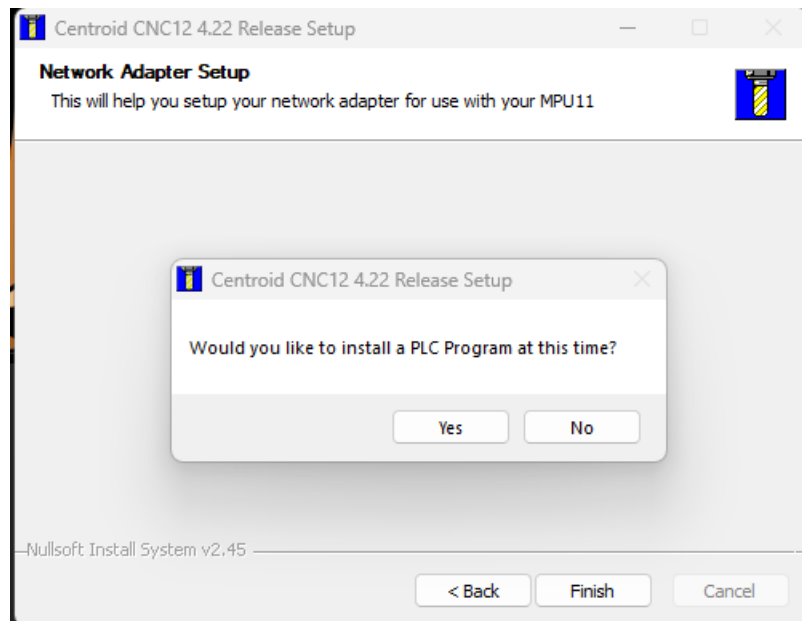 Centroid CNC12 4.22 Release Setup
Network Adapter Setup
This will help you setup your network adapter for use with your MPU11
Centroid CNC12 4.22 Release Setup
Would you like to install a PLC Program at this time?
Yes No
Nullsoft Install System v2.45
< Back Finish Cancel